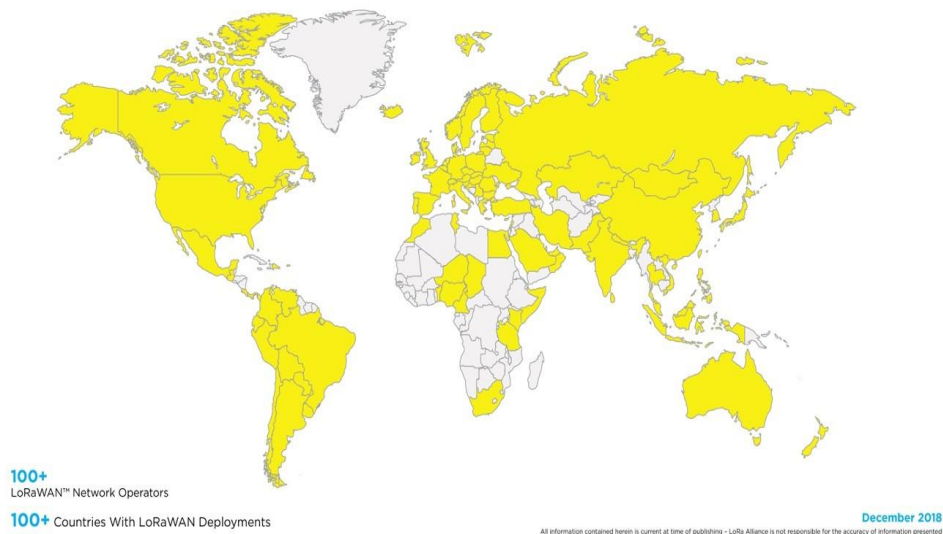 100+
LoRaWAN™ Network Operators
100+ Countries With LoRaWAN Deployments
December 2018
All information contained herein is current at time of publishing – LoRa Alliance is not responsible for the accuracy of information presented